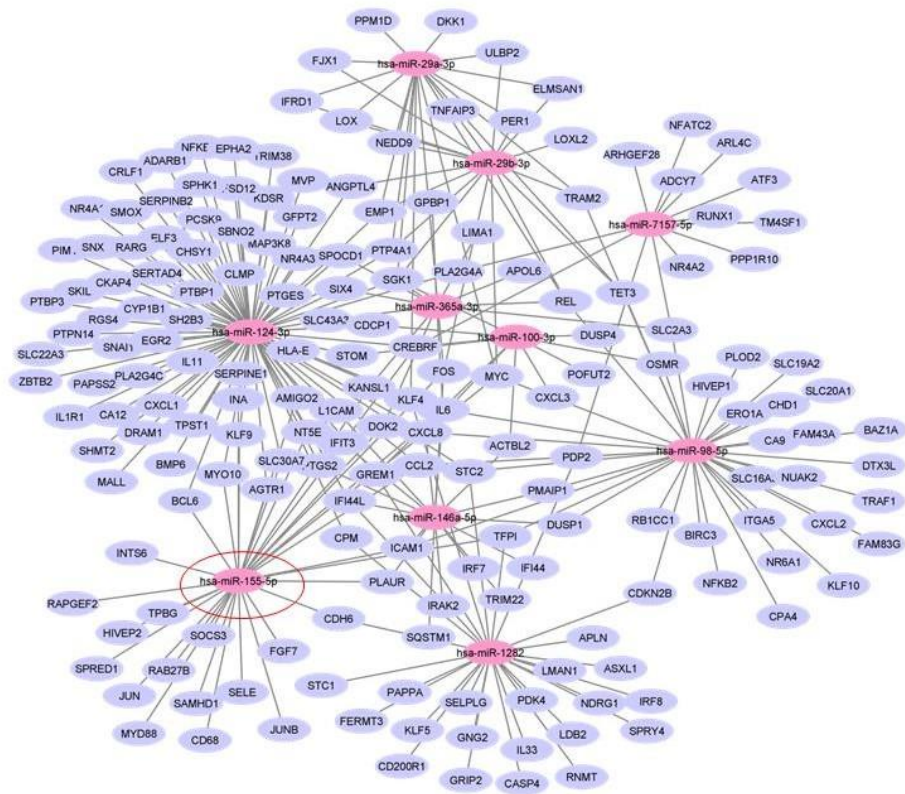 PPM1D
DKK1
FJX1
hsa-miR-29a-3p
ULBP2
ELMSAN1
IFRD1
LOX
TNFAIP3
PER1
NEDD9
LOXL2
hsa-miR-29b-3p
NFATC2
ARL4C
ARHGEF28
ADCY7
ATF3
RUNX1
TM4SF1
hsa-miR-7157-5p
PPP1R10
NR4A2
EPHA2
TRIM38
ADARB1
CRLF1
SPHK1
KDSR
MVP
ANGPTL4
SERPINB2
GFPT2
SMOX
PCSK9
EMP1
GPBP1
TRAM2
SBNO2
LIMA1
SNX
RARG
ELF3
CHSY1
MAP3K8
NR4A3
SPOCD1
PTP4A1
SERTAD4
CLMP
SGK1
PLA2G4A
APOL6
TET3
CKAP4
SKIL
PTBP1
PTGES
SIX4
hsa-miR-365a-3p
REL
PTBP3
CYP1B1
RGS4
SH2B3
SLC43A3
CDCP1
DUSP4
SLC2A3
PTPN14
hsa-miR-124-3p
hsa-miR-100-3p
EGR2
HLA-E
STOM
CREBRF
OSMR
SLC22A3
IL11
FOS
POFUT2
PLOD2
SLC19A2
ZBTB2
PAPSS2
PLA2G4C
SERPINE1
KANSL1
MYC
CXCL3
HIVEP1
SLC20A1
IL1R1
CA12
CXCL1
INA
AMIGO2
L1CAM
KLF4
IL6
ERO1A
CHD1
DRAM1
TPST1
KLF9
NT5E
DOK2
CXCL8
ACTBL2
CA9
FAM43A
BAZ1A
SHMT2
IFIT3
hsa-miR-98-5p
MALL
BMP6
MYO10
SLC30A7
PTGS2
CCL2
STC2
PDP2
DTX3L
BCL6
AGTR1
GREM1
NUAK2
TRAF1
IFI44L
PMAIP1
CXCL2
hsa-miR-146a-5p
DUSP1
RB1CC1
ITGA5
FAM83G
CPM
TFPI
BIRC3
INTS6
ICAM1
IFI44
NR6A1
hsa-miR-155-5p
PLAUR
IRF7
NFKB2
KLF10
RAPGEF2
TRIM22
CDKN2B
TPBG
IRAK2
CPA4
HIVEP2
CDH6
SOCS3
SQSTM1
APLN
SPRED1
FGF7
hsa-miR-1282
RAB27B
LMAN1
ASXL1
JUN
SELE
STC1
PAPPA
SELPLG
PDK4
NDRG1
IRF8
SAMHD1
FERMT3
MYD88
JUNB
KLF5
LDB2
SPRY4
CD68
GNG2
IL33
CD200R1
GRIP2
CASP4
RNMT